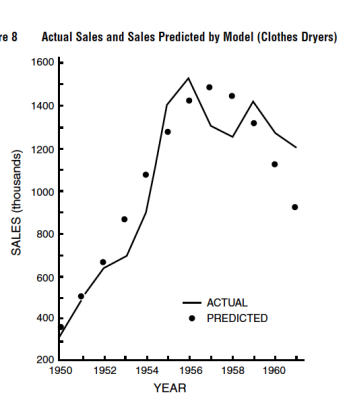 re 8 Actual Sales and Sales Predicted by Model (Clothes Dryers)
1600
1400
1200
1000
800
600
400
200
SALES (thousands)
ACTUAL
PREDICTED
1950 1952 1954 1956 1958 1960
YEAR